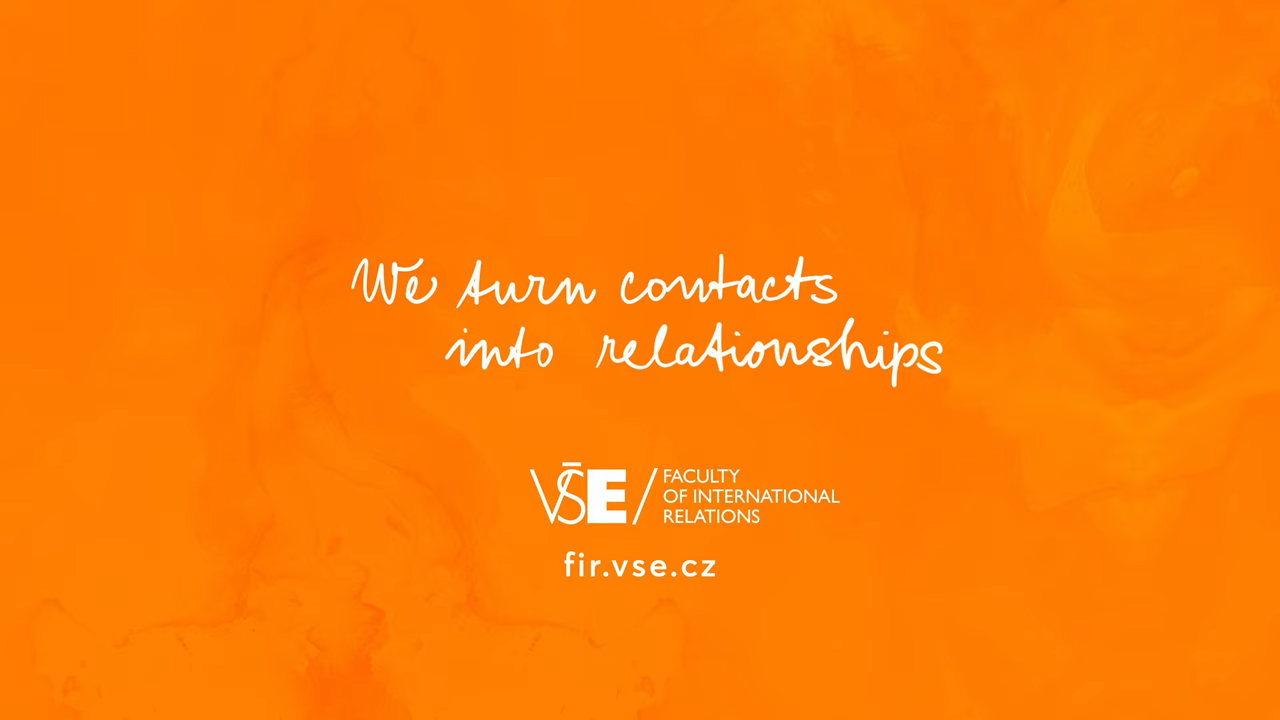 We turn contacts
into relationships
VŠE / FACULTY
OF INTERNATIONAL
RELATIONS
fir.vse.cz